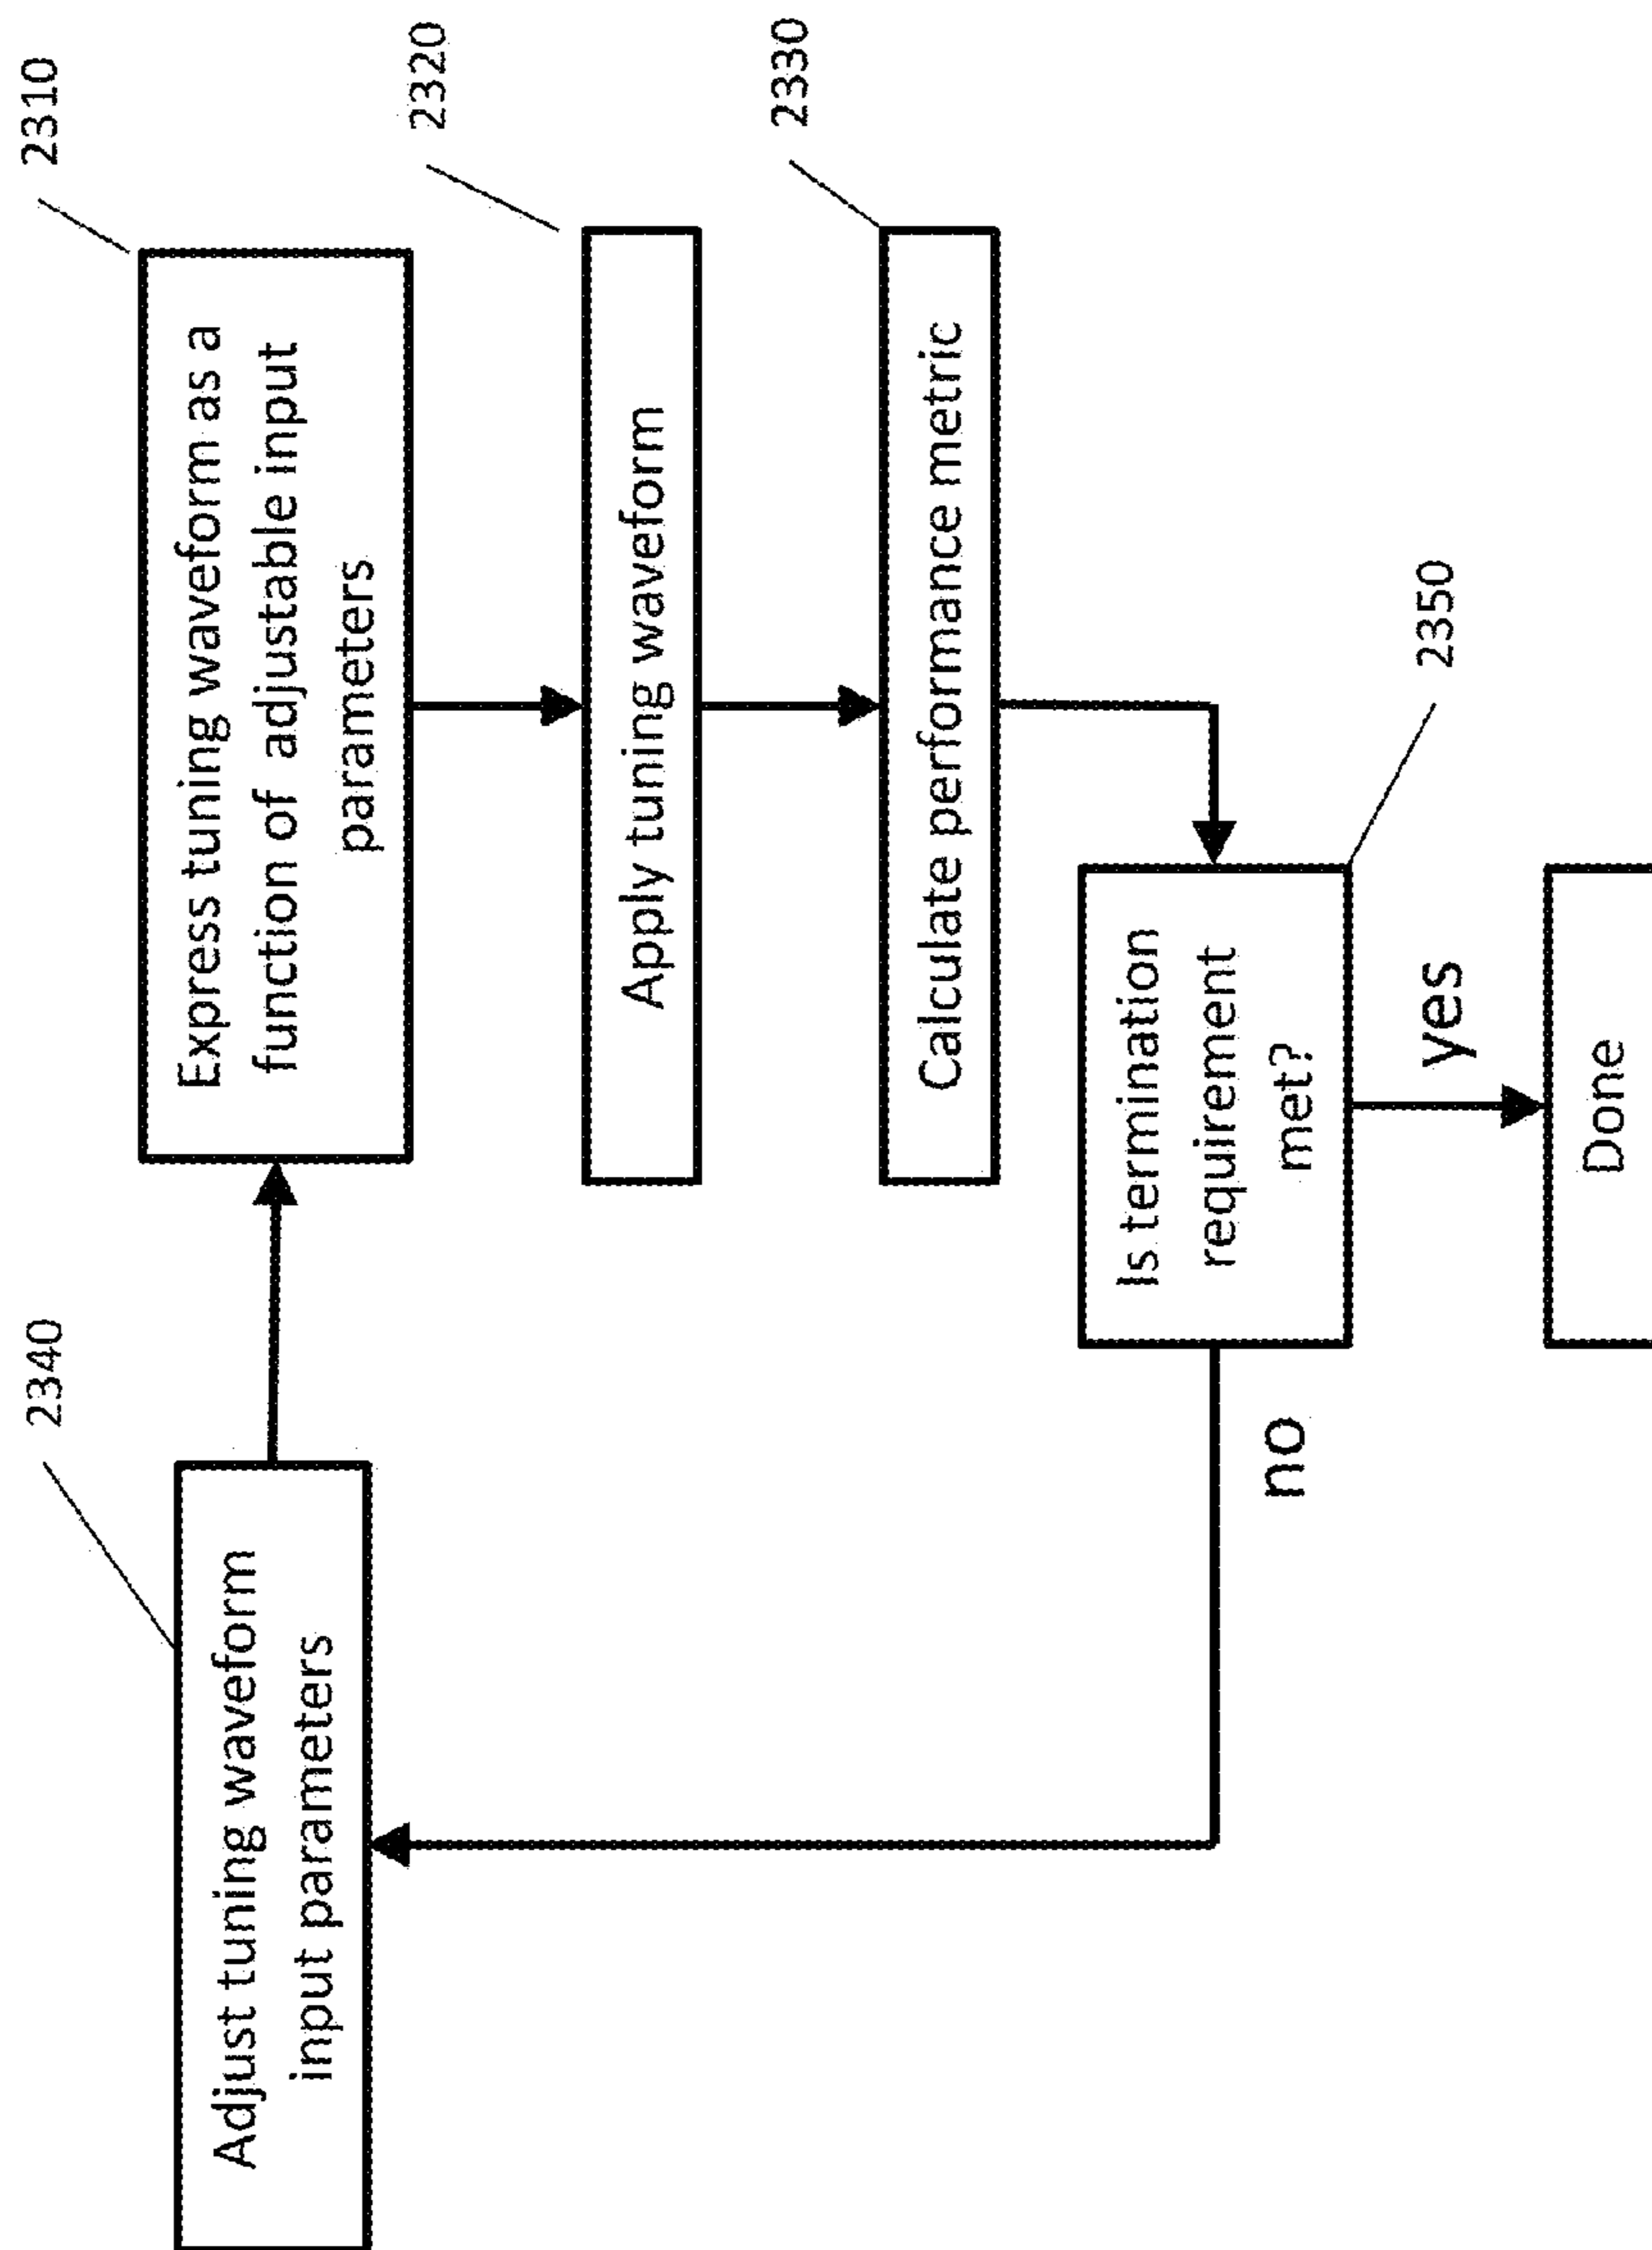 2310
Express tuning waveform as a
function of adjustable input
parameters
2320
Apply tuning waveform
2330
Calculate performance metric
2340
Adjust tuning waveform
input parameters
2350
Is termination
requirement
met?
no
yes
Done